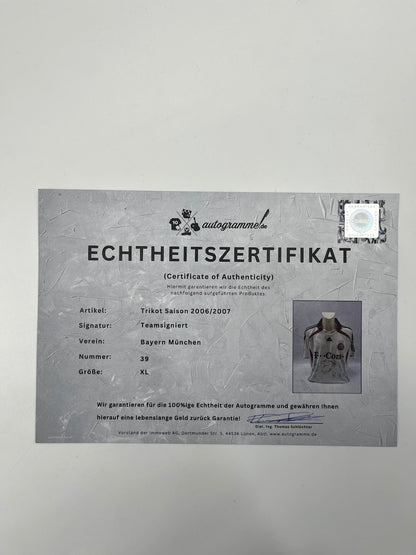 autogramme.de
ECHTHEITSZERTIFIKAT
(Certificate of Authenticity)
Hiermit garantieren wir die Echtheit des
nachfolgend aufgeführten Produktes.
Artikel: Trikot Saison 2006/2007
Signatur: Teamsigniert
Verein: Bayern München
Nummer: 39
Größe: XL
Wir garantieren für die 100%ige Echtheit der Autogramme und gewähren Ihnen
hierauf eine lebenslange Geld zurück Garantie!
Dipl. Ing. Thomas Schlüchter
Vorstand der Immoweb AG, Dortmunder Str. 5, 44536 Lünen, Abtl. www.autogramme.de